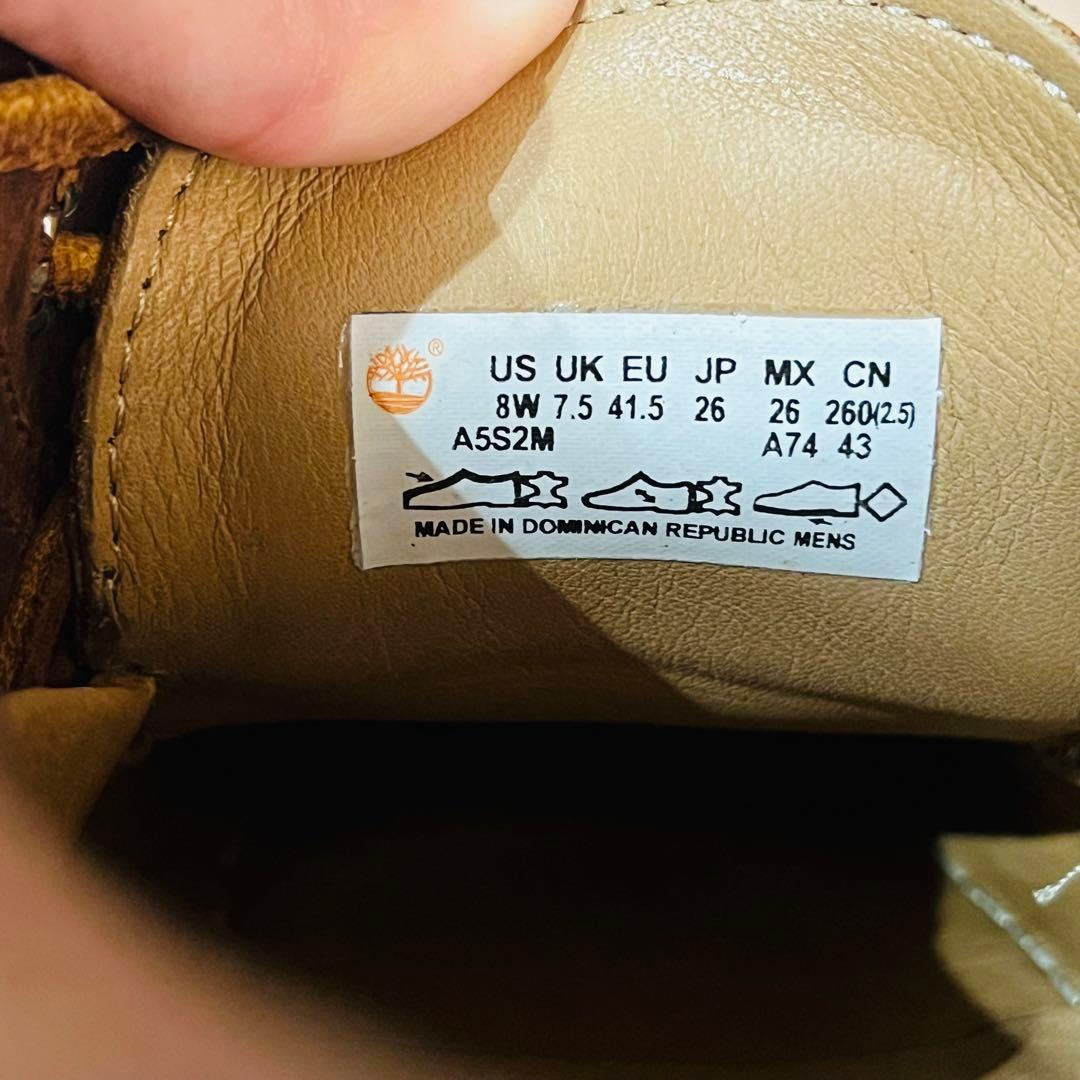 ®
US UK EU JP MX CN
8W 7.5 41.5 26 26 260(2.5)
A5S2M A74 43
MADE IN DOMINICAN REPUBLIC MENS